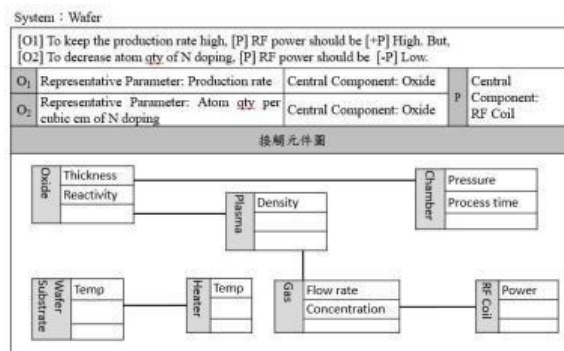 System：Wafer
[O1] To keep the production rate high, [P] RF power should be [+P] High. But,
[O2] To decrease atom qty of N doping, [P] RF power should be [-P] Low.
O1 Representative Parameter: Production rate Central Component: Oxide
O2 Representative Parameter: Atom qty per cubic cm of N doping Central Component: Oxide
P Central Component: RF Coil
接觸元件圖
Oxide
Thickness
Reactivity
Plasma
Density
Chamber
Pressure
Process time
Wafer Substrate
Temp
Heater
Temp
Gas
Flow rate
Concentration
RF Coil
Power